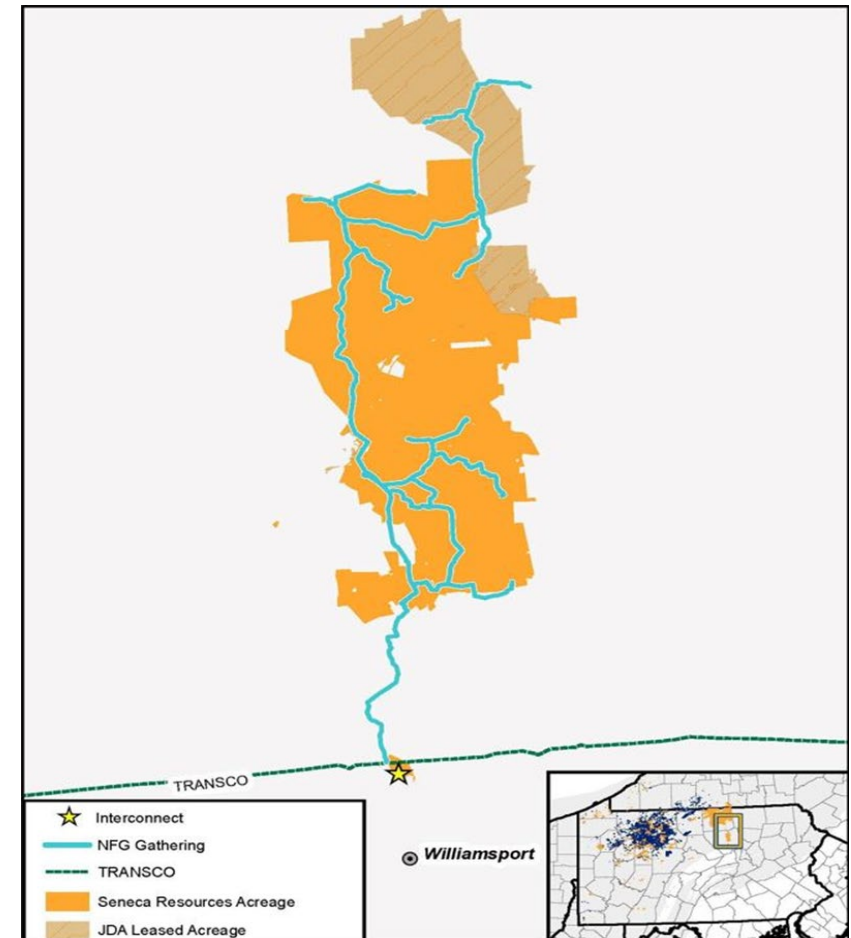 TRANSCO
Williamsport
Interconnect
NFG Gathering
TRANSCO
Seneca Resources Acreage
JDA Leased Acreage